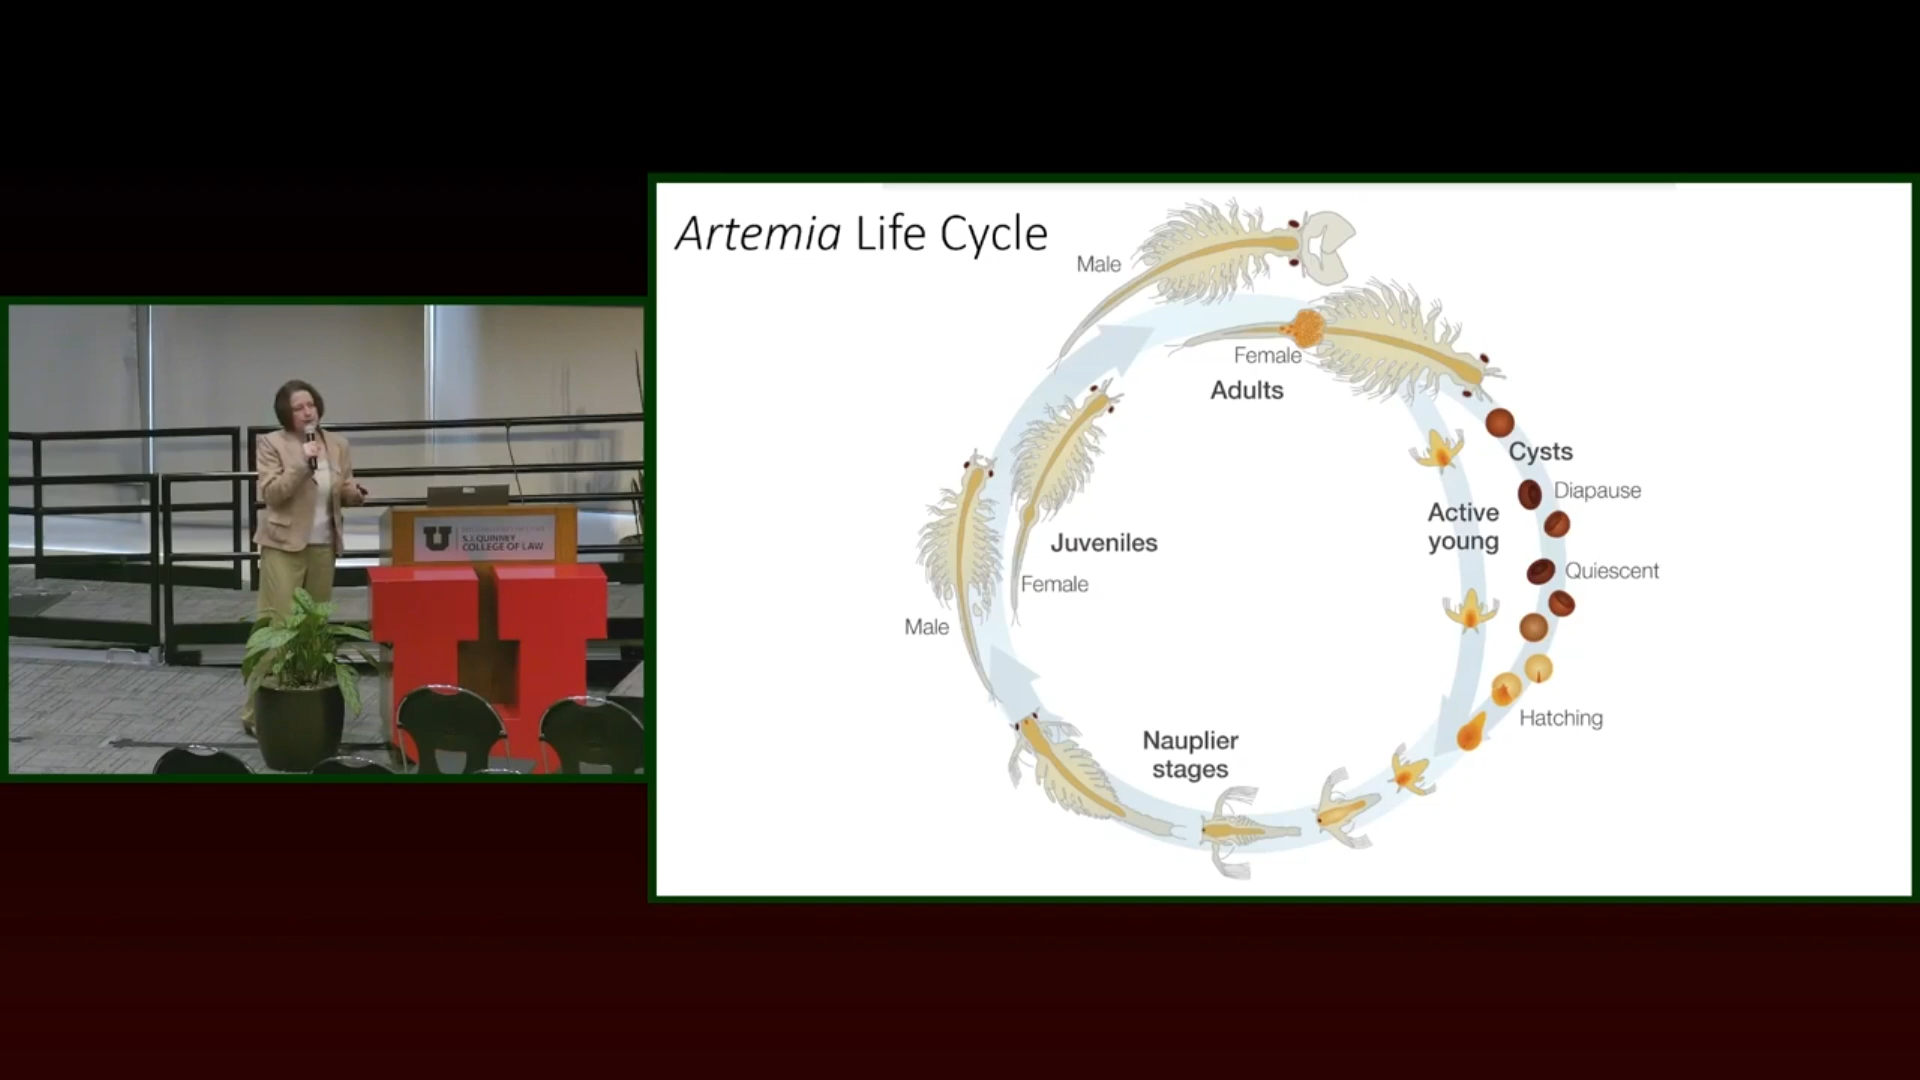 Artemia Life Cycle
Male
Female
Adults
Cysts
Diapause
Active
young
Quiescent
Juveniles
Female
Male
Hatching
Nauplier
stages
U
S.J. QUINNEY
COLLEGE OF LAW